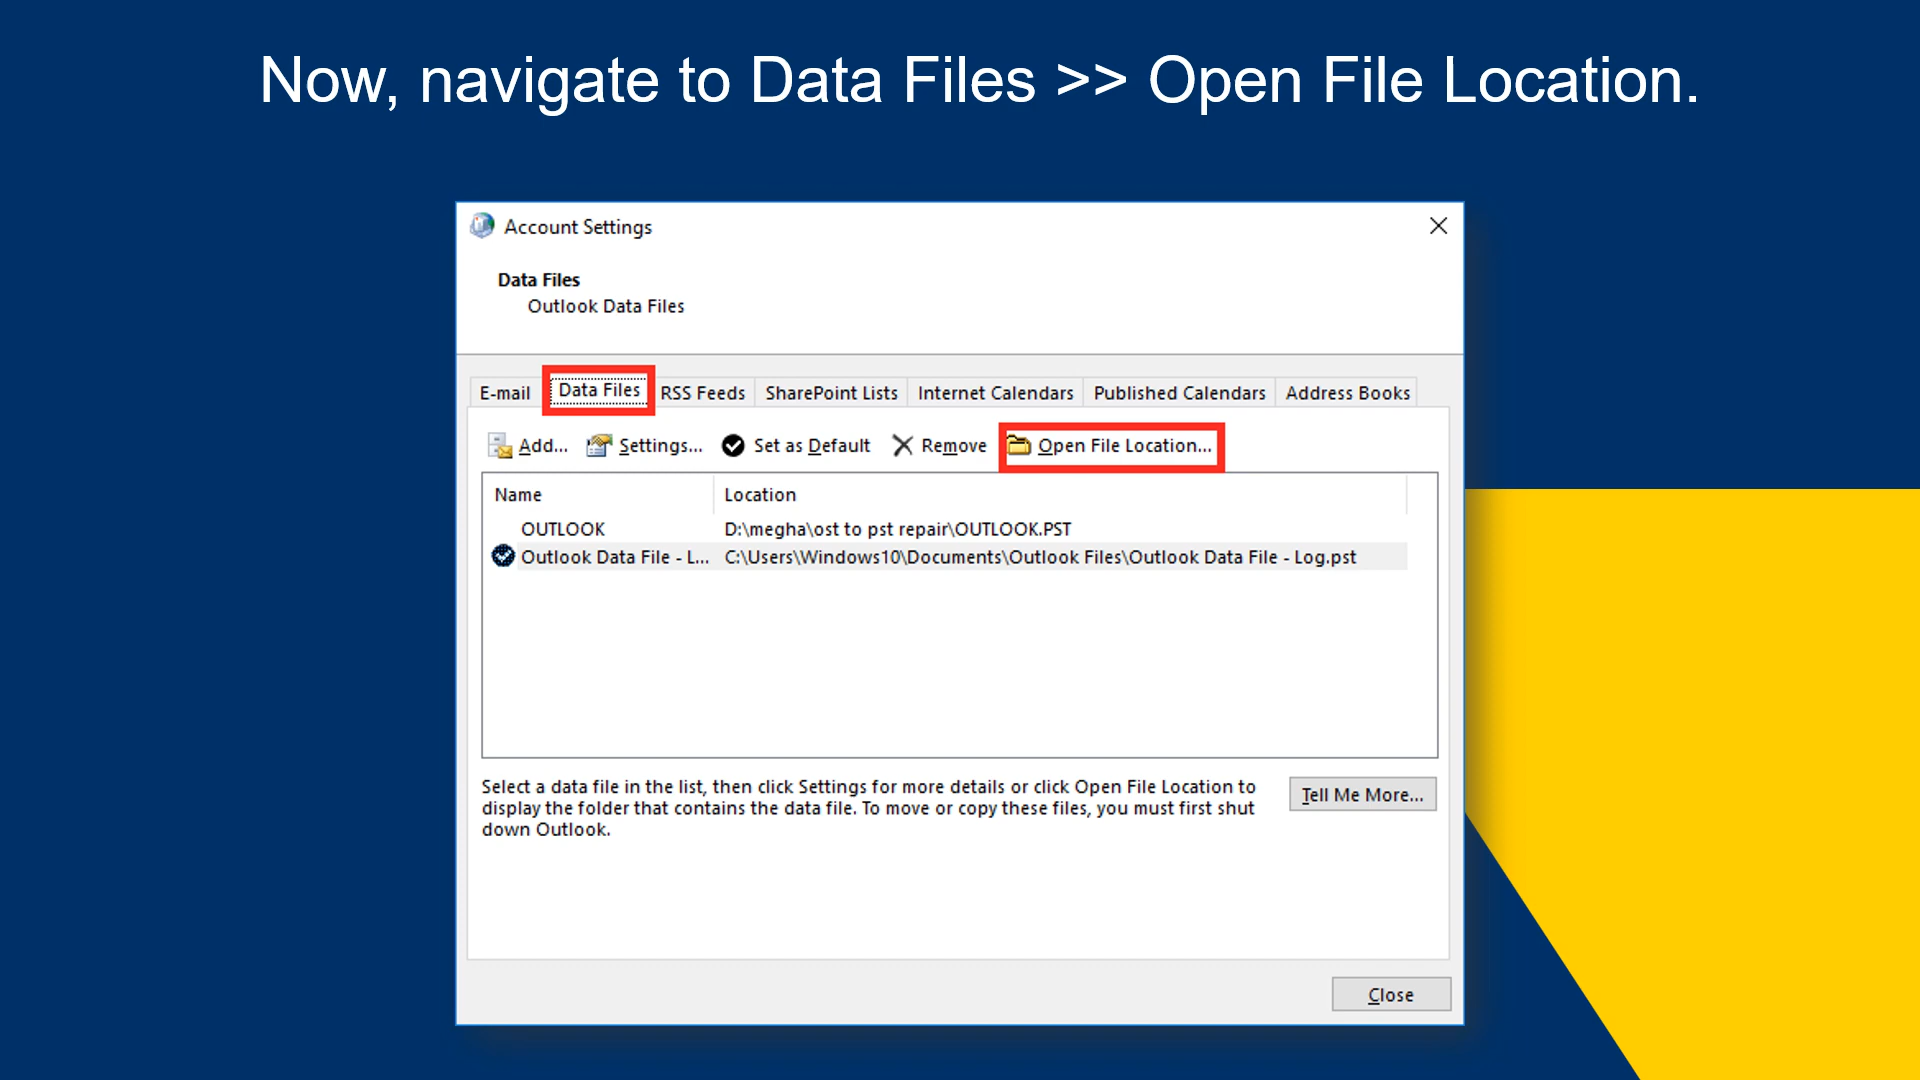 Now, navigate to Data Files >> Open File Location.
Account Settings
Data Files
Outlook Data Files
E-mail Data Files RSS Feeds SharePoint Lists Internet Calendars Published Calendars Address Books
Add... Settings... Set as Default Remove Open File Location...
Name Location
OUTLOOK D:\megha\ost to pst repair\OUTLOOK.PST
Outlook Data File - L... C:\Users\Windows10\Documents\Outlook Files\Outlook Data File - Log.pst
Select a data file in the list, then click Settings for more details or click Open File Location to
display the folder that contains the data file. To move or copy these files, you must first shut
down Outlook.
Tell Me More...
Close